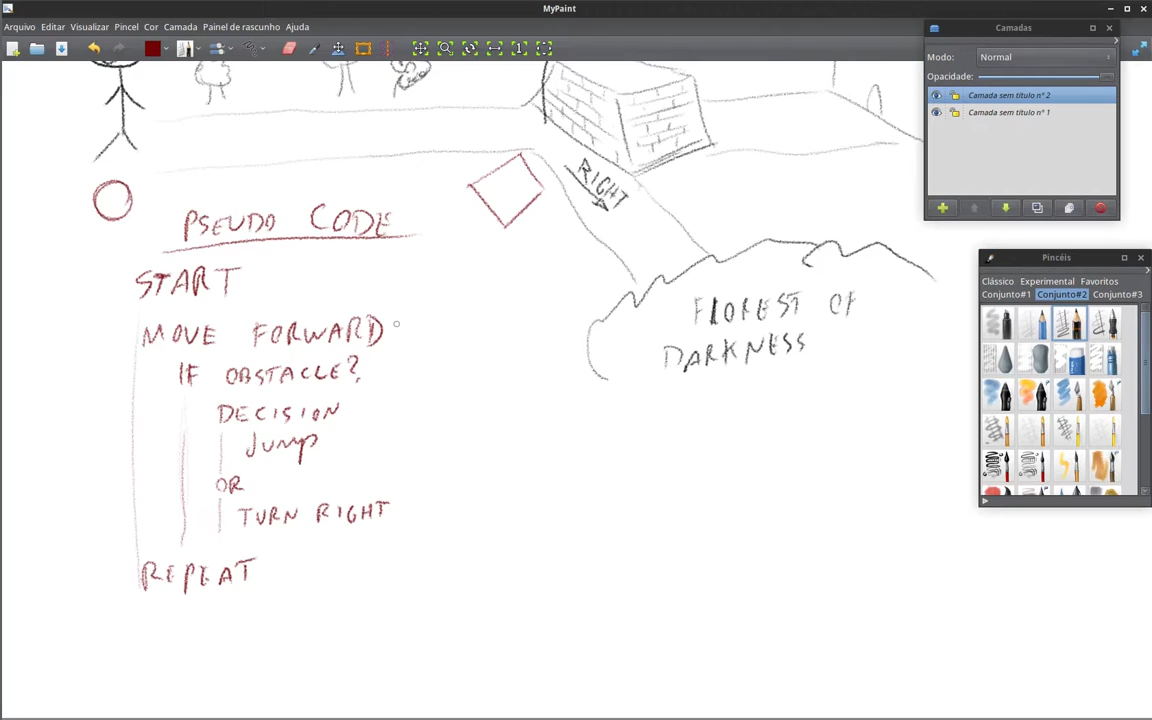 MyPaint
Arquivo Editar Visualizar Pincel Cor Camada Painel de rascunho Ajuda
Camadas
Modo: Normal
Opacidade:
Camada sem título nº 2
Camada sem título nº 1
RIGHT
PSEUDO CODE
START
MOVE FORWARD
IF OBSTACLE?
DECISION
JUMP
OR
TURN RIGHT
REPEAT
FLOREST OF
DARKNESS
Pincéis
Clássico Experimental Favoritos
Conjunto#1 Conjunto#2 Conjunto#3